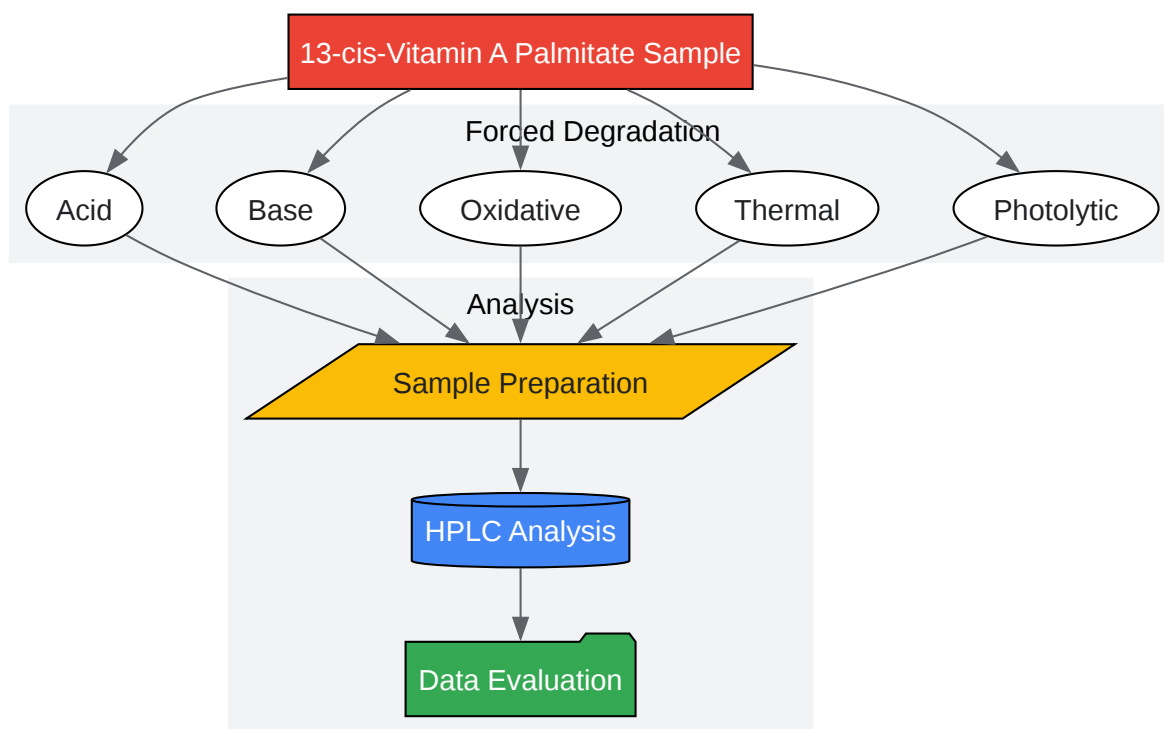 13-cis-Vitamin A Palmitate Sample
Forced Degradation
Acid
Base
Oxidative
Thermal
Photolytic
Analysis
Sample Preparation
HPLC Analysis
Data Evaluation